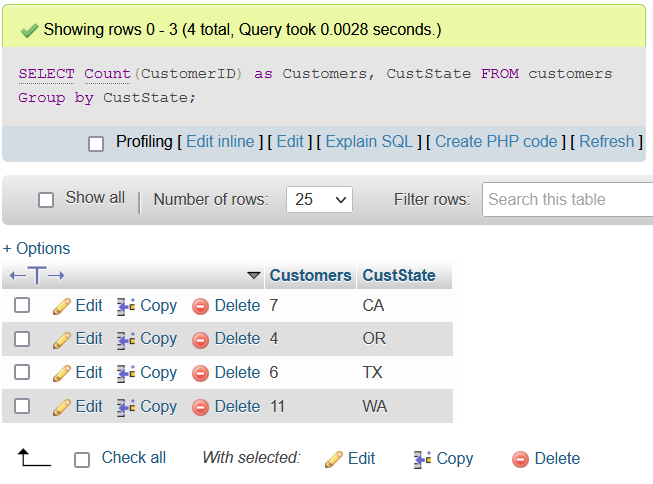 Showing rows 0 - 3 (4 total, Query took 0.0028 seconds.)
SELECT Count(CustomerID) as Customers, CustState FROM customers
Group by CustState;
Profiling [ Edit inline ] [ Edit ] [ Explain SQL ] [ Create PHP code ] [ Refresh ]
Show all | Number of rows: 25 Filter rows: Search this table
+ Options
←T→ Customers CustState
Edit Copy Delete 7 CA
Edit Copy Delete 4 OR
Edit Copy Delete 6 TX
Edit Copy Delete 11 WA
Check all With selected: Edit Copy Delete